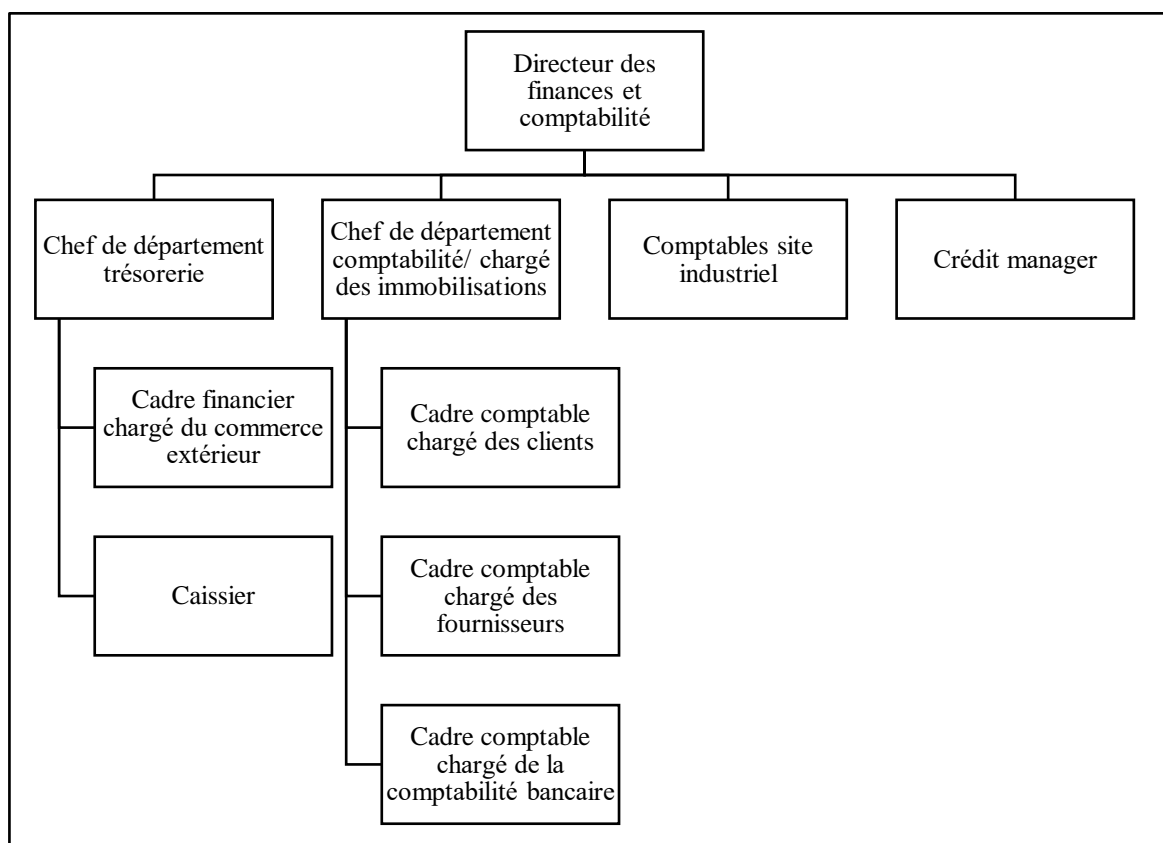 Directeur des
finances et
comptabilité
Chef de département
trésorerie
Chef de département
comptabilité/ chargé
des immobilisations
Comptables site
industriel
Crédit manager
Cadre financier
chargé du commerce
extérieur
Caissier
Cadre comptable
chargé des clients
Cadre comptable
chargé des
fournisseurs
Cadre comptable
chargé de la
comptabilité bancaire